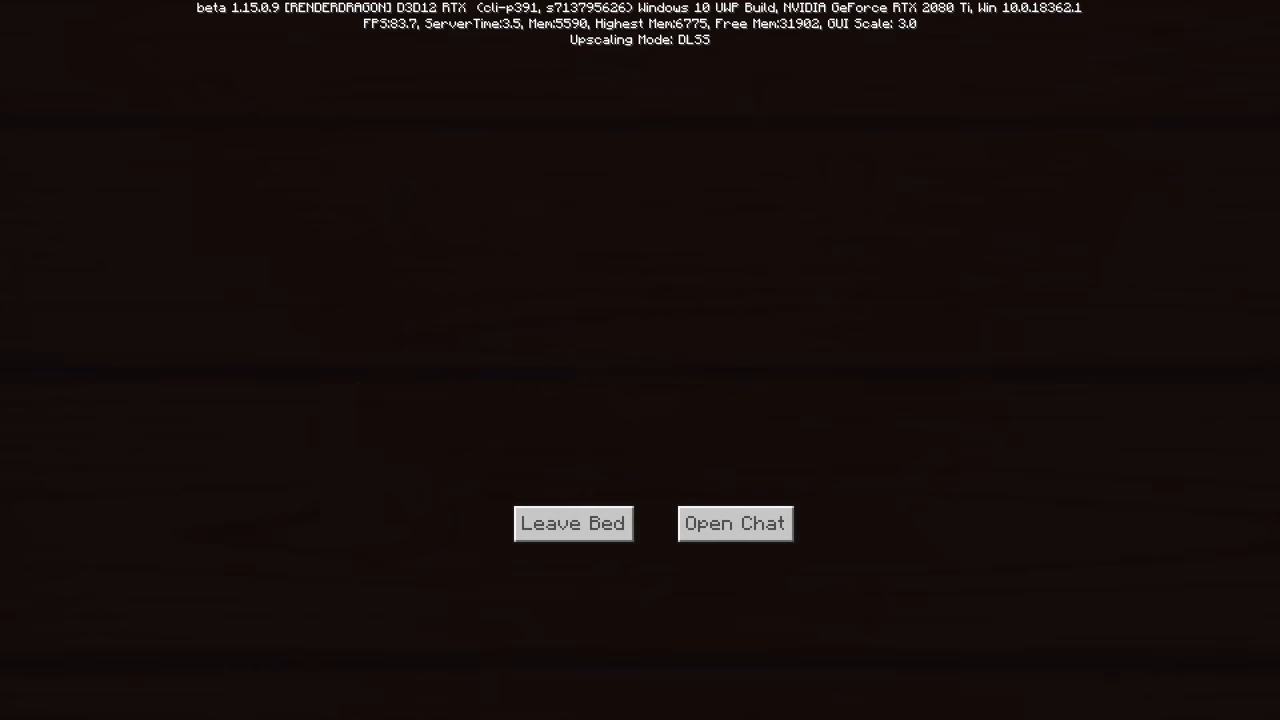 beta 1.15.0.9 [RENDERDRAGON] D3D12 RTX (cli-p391, s713795626) Windows 10 UWP Build, NVIDIA GeForce RTX 2080 Ti, Win 10.0.18362.1
FPS:83.7, ServerTime:3.5, Mem:5590, Highest Mem:6775, Free Mem:31902, GUI Scale: 3.0
Upscaling Mode: DLSS
Leave Bed
Open Chat